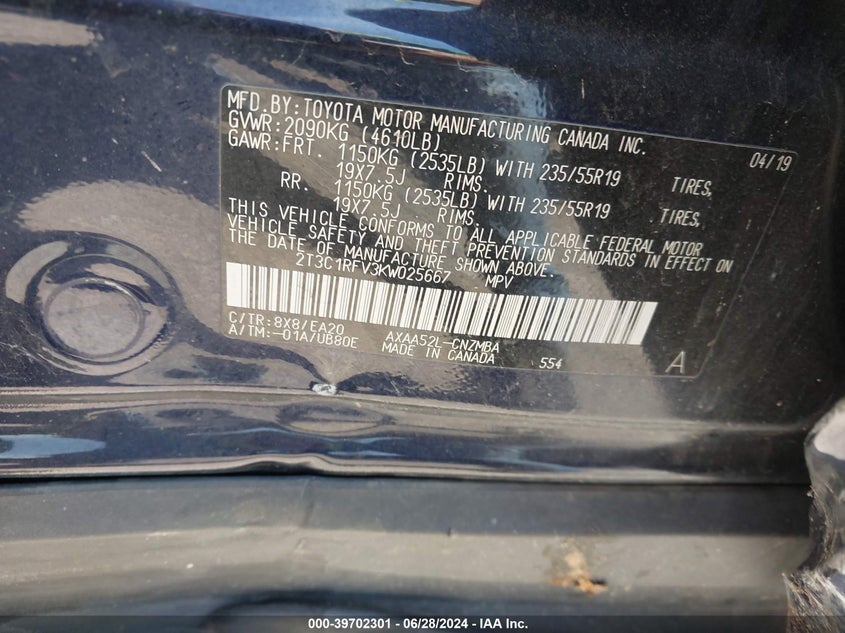 MFD.BY:TOYOTA MOTOR MANUFACTURING CANADA INC. 04/19
GVWR:2090KG (4610LB)
GAWR:FRT. 1150KG (2535LB) WITH 235/55R19 TIRES,
19X7.5J RIMS.
RR. 1150KG (2535LB) WITH 235/55R19 TIRES,
19X7.5J RIMS.
THIS VEHICLE CONFORMS TO ALL APPLICABLE FEDERAL MOTOR
VEHICLE SAFETY AND THEFT PREVENTION STANDARDS IN EFFECT ON
THE DATE OF MANUFACTURE SHOWN ABOVE.
2T3C1RFV3KW025667 MPV
C/TR:8X8/EA20 AXAA52L-CNZMBA
A/TM:-01A/UB80E MADE IN CANADA 554 A
000-39702301 - 06/28/2024 - IAA Inc.